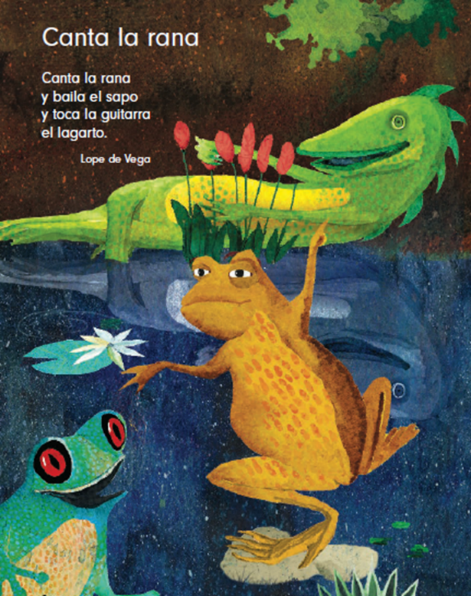 Canta la rana
Canta la rana
y baila el sapo
y toca la guitarra
el lagarto.
Lope de Vega